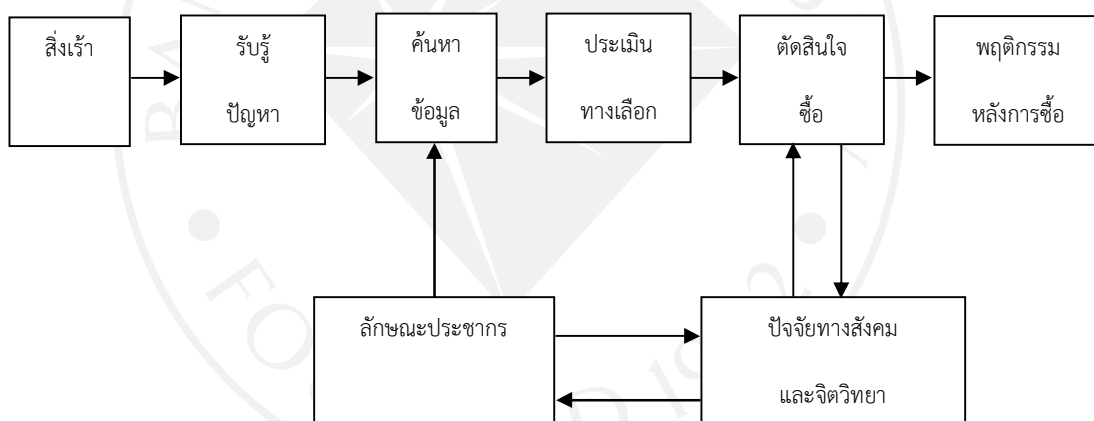 สิ่งเร้า
รับรู้
ปัญหา
ค้นหา
ข้อมูล
ประเมิน
ทางเลือก
ตัดสินใจ
ซื้อ
พฤติกรรม
หลังการซื้อ
ลักษณะประชากร
ปัจจัยทางสังคม
และจิตวิทยา